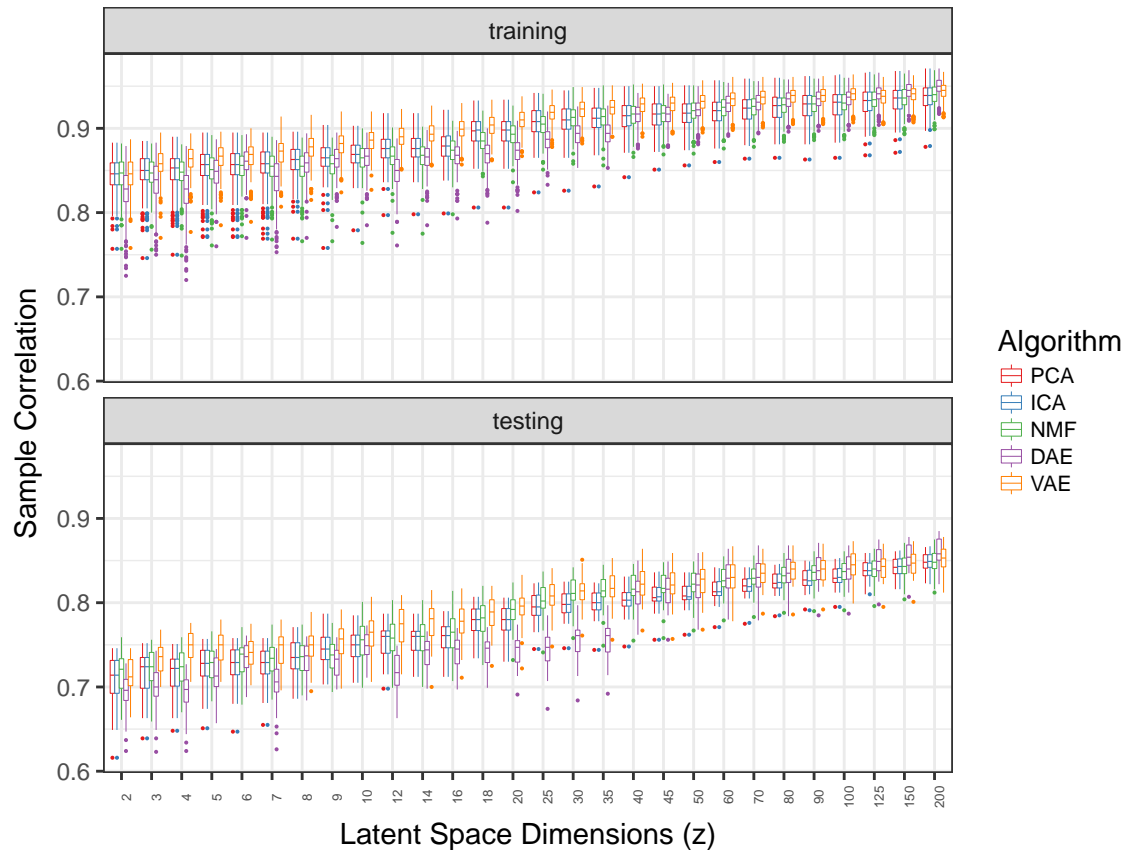 training
0.9
0.8
0.7
0.6
testing
0.9
0.8
0.7
0.6
Sample Correlation
2 3 4 5 6 7 8 9 10 12 14 16 18 20 25 30 35 40 45 50 60 70 80 90 100 125 150 200
Latent Space Dimensions (z)
Algorithm
PCA
ICA
NMF
DAE
VAE